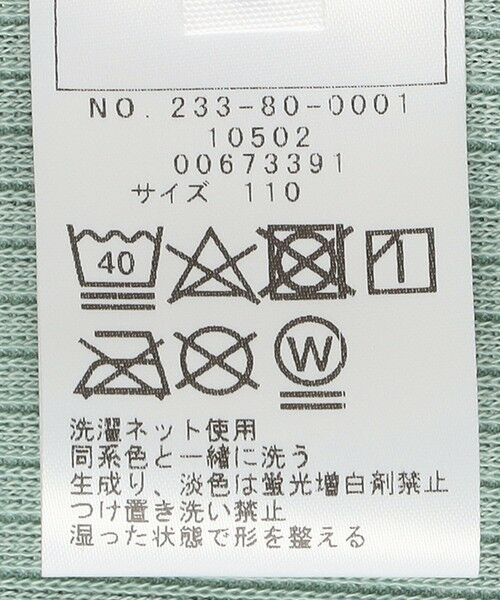 NO. 233-80-0001
10502
00673391
サイズ 110
40
W
洗濯ネット使用
同系色と一緒に洗う
生成り、淡色は蛍光増白剤禁止
つけ置き洗い禁止
湿った状態で形を整える